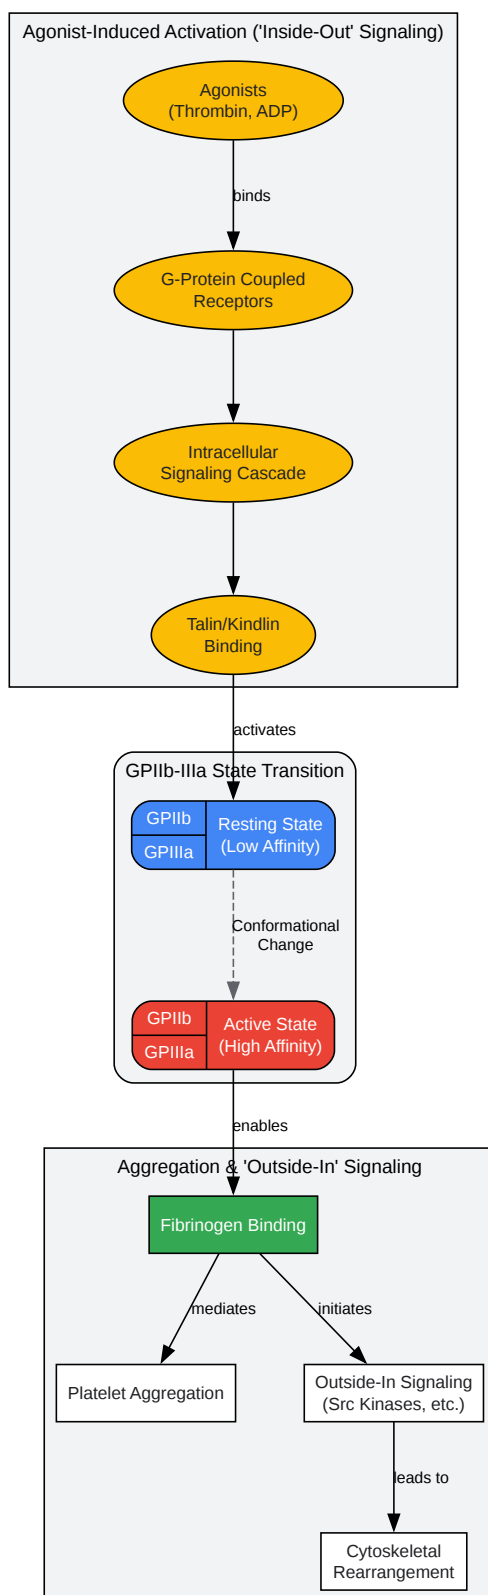 Agonist-Induced Activation ('Inside-Out' Signaling)
Agonists
(Thrombin, ADP)
binds
G-Protein Coupled
Receptors
Intracellular
Signaling Cascade
Talin/Kindlin
Binding
activates
GPIIb-IIIa State Transition
GPIIb
GPIIIa
Resting State
(Low Affinity)
Conformational
Change
GPIIb
GPIIIa
Active State
(High Affinity)
enables
Aggregation & 'Outside-In' Signaling
Fibrinogen Binding
mediates
initiates
Platelet Aggregation
Outside-In Signaling
(Src Kinases, etc.)
leads to
Cytoskeletal
Rearrangement